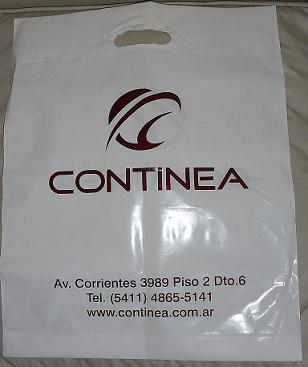 CONTiNEA
Av. Corrientes 3989 Piso 2 Dto.6
Tel. (5411) 4865-5141
www.continea.com.ar